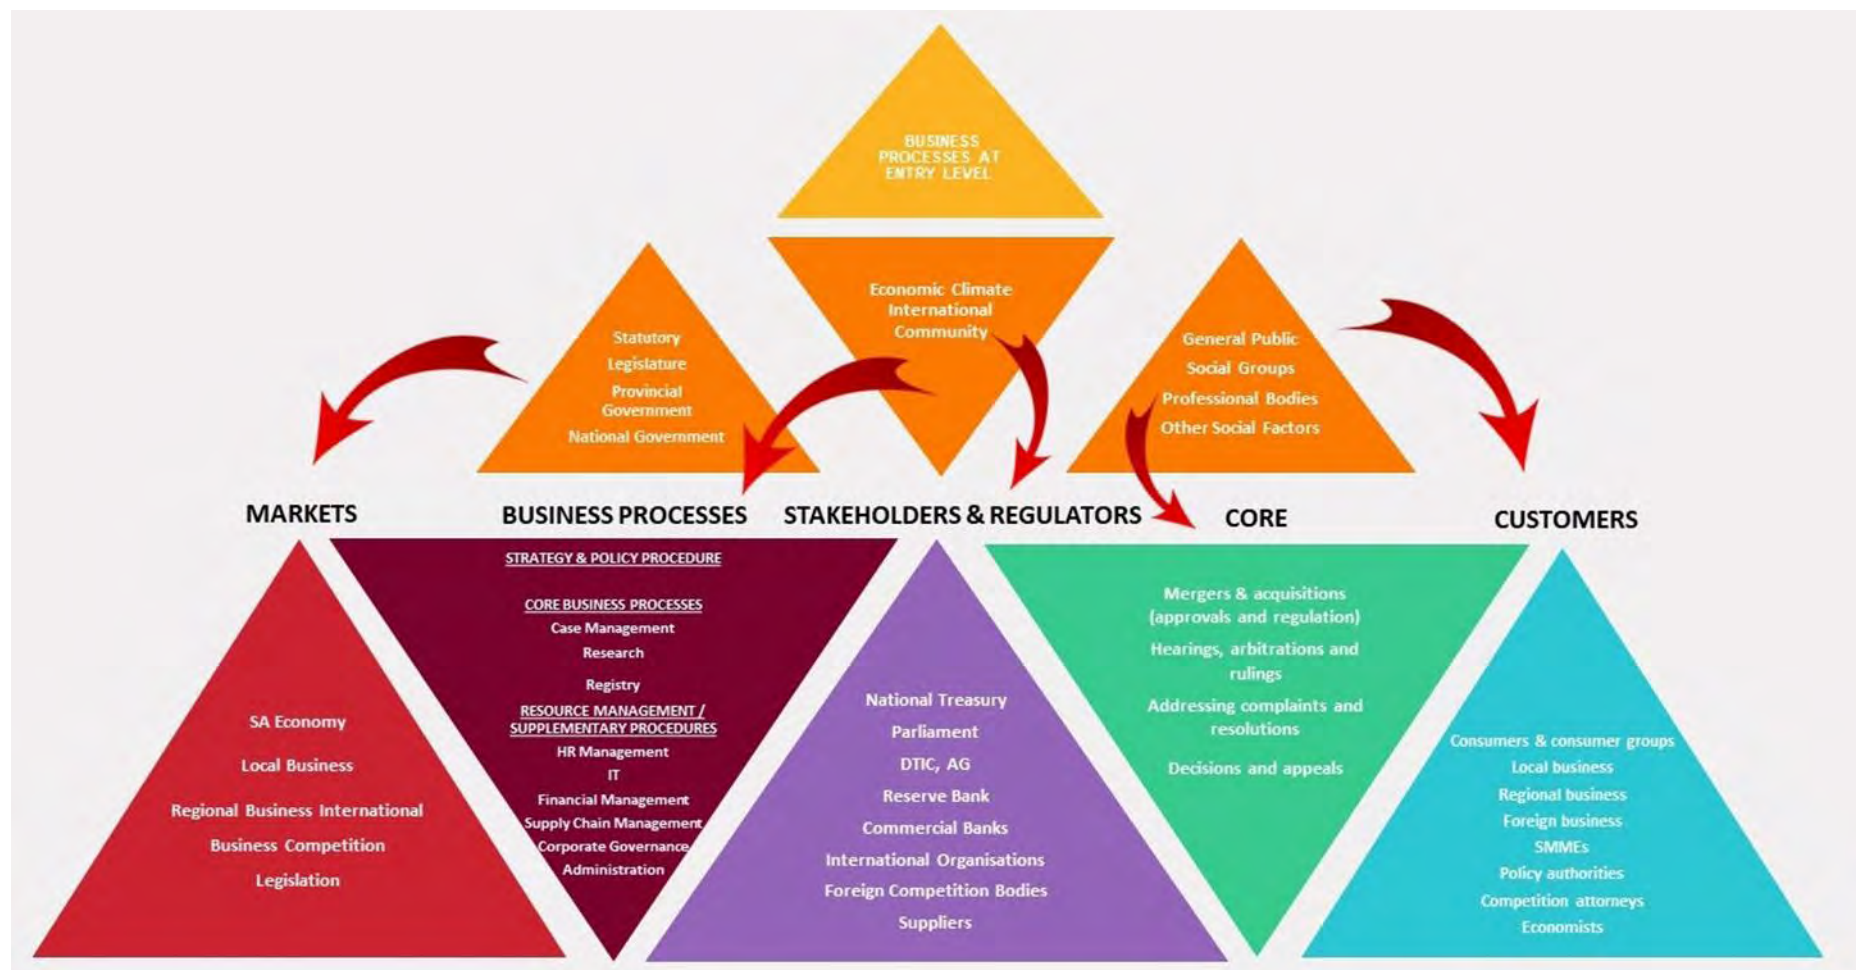 BUSINESS
PROCESSES AT
ENTRY LEVEL
Statutory
Legislature
Provincial
Government
National Government
Economic Climate
International
Community
General Public
Social Groups
Professional Bodies
Other Social Factors
MARKETS
SA Economy
Local Business
Regional Business International
Business Competition
Legislation
BUSINESS PROCESSES
STRATEGY & POLICY PROCEDURE
CORE BUSINESS PROCESSES
Case Management
Research
Registry
RESOURCE MANAGEMENT /
SUPPLEMENTARY PROCEDURES
HR Management
IT
Financial Management
Supply Chain Management
Corporate Governance
Administration
STAKEHOLDERS & REGULATORS
National Treasury
Parliament
DTIC, AG
Reserve Bank
Commercial Banks
International Organisations
Foreign Competition Bodies
Suppliers
CORE
Mergers & acquisitions
(approvals and regulation)
Hearings, arbitrations and
rulings
Addressing complaints and
resolutions
Decisions and appeals
CUSTOMERS
Consumers & consumer groups
Local business
Regional business
Foreign business
SMMEs
Policy authorities
Competition attorneys
Economists